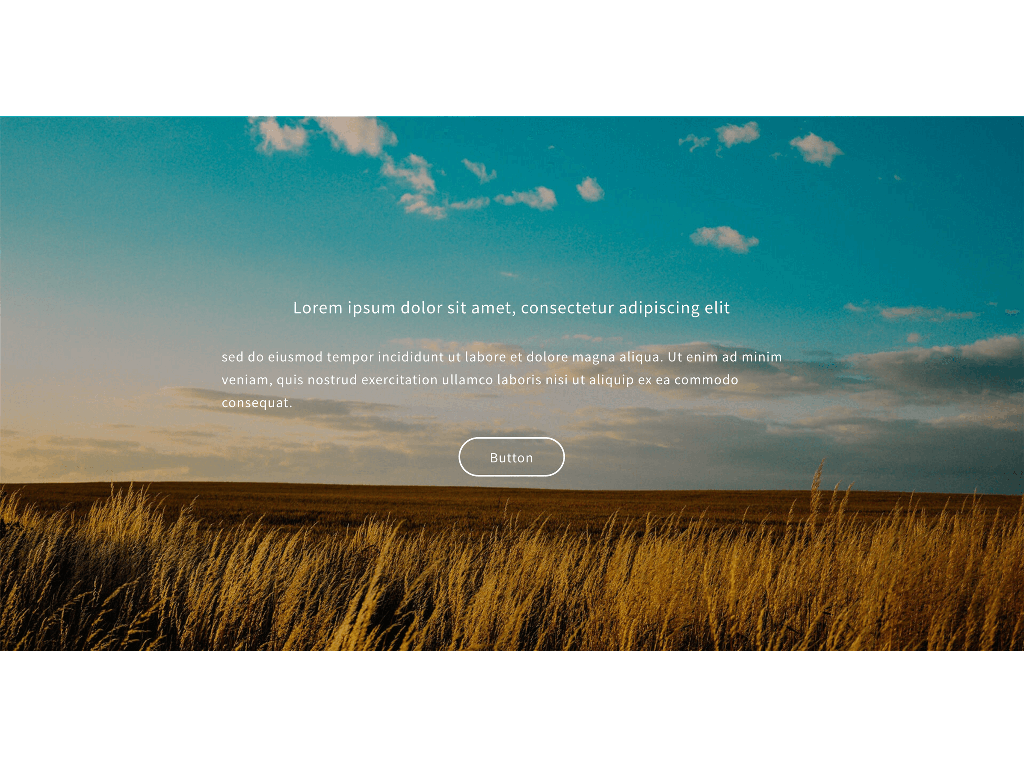 Lorem ipsum dolor sit amet, consectetur adipiscing elit
sed do eiusmod tempor incididunt ut labore et dolore magna aliqua. Ut enim ad minim
veniam, quis nostrud exercitation ullamco laboris nisi ut aliquip ex ea commodo
consequat.
Button